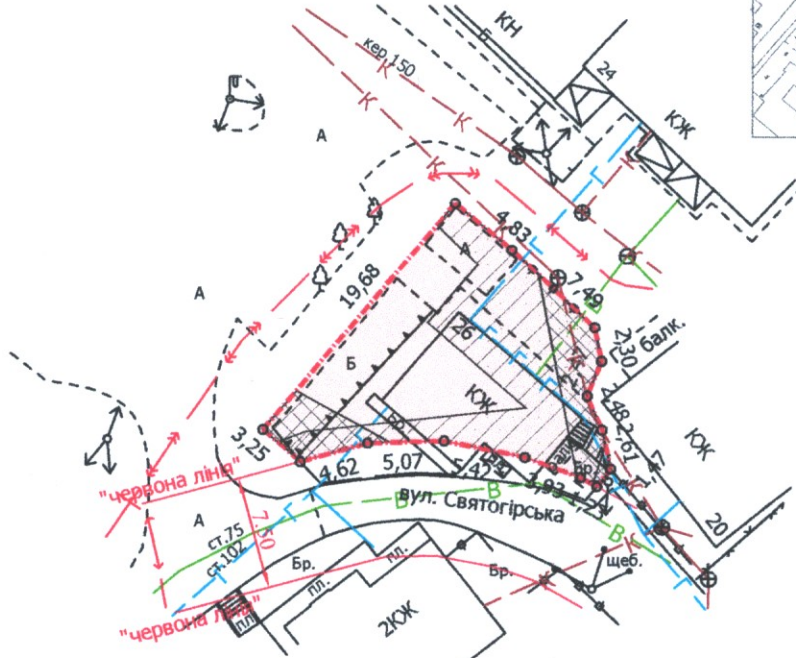 КН
Б
кер.150
24
К
К
К
К
КЖ
А
А
4,83
А
19,68
7,49
В
2,30
балк.
26
Б
КЖ
КЖ
3,25
4,62
5,07
5,42
2,61
"червона лінія"
вул. Святогірська
В
В
В
А
7.50
ст.75
ст.102
20
Бр.
пл.
пл.
Бр.
щеб.
пл.
2КЖ
"червона лінія"